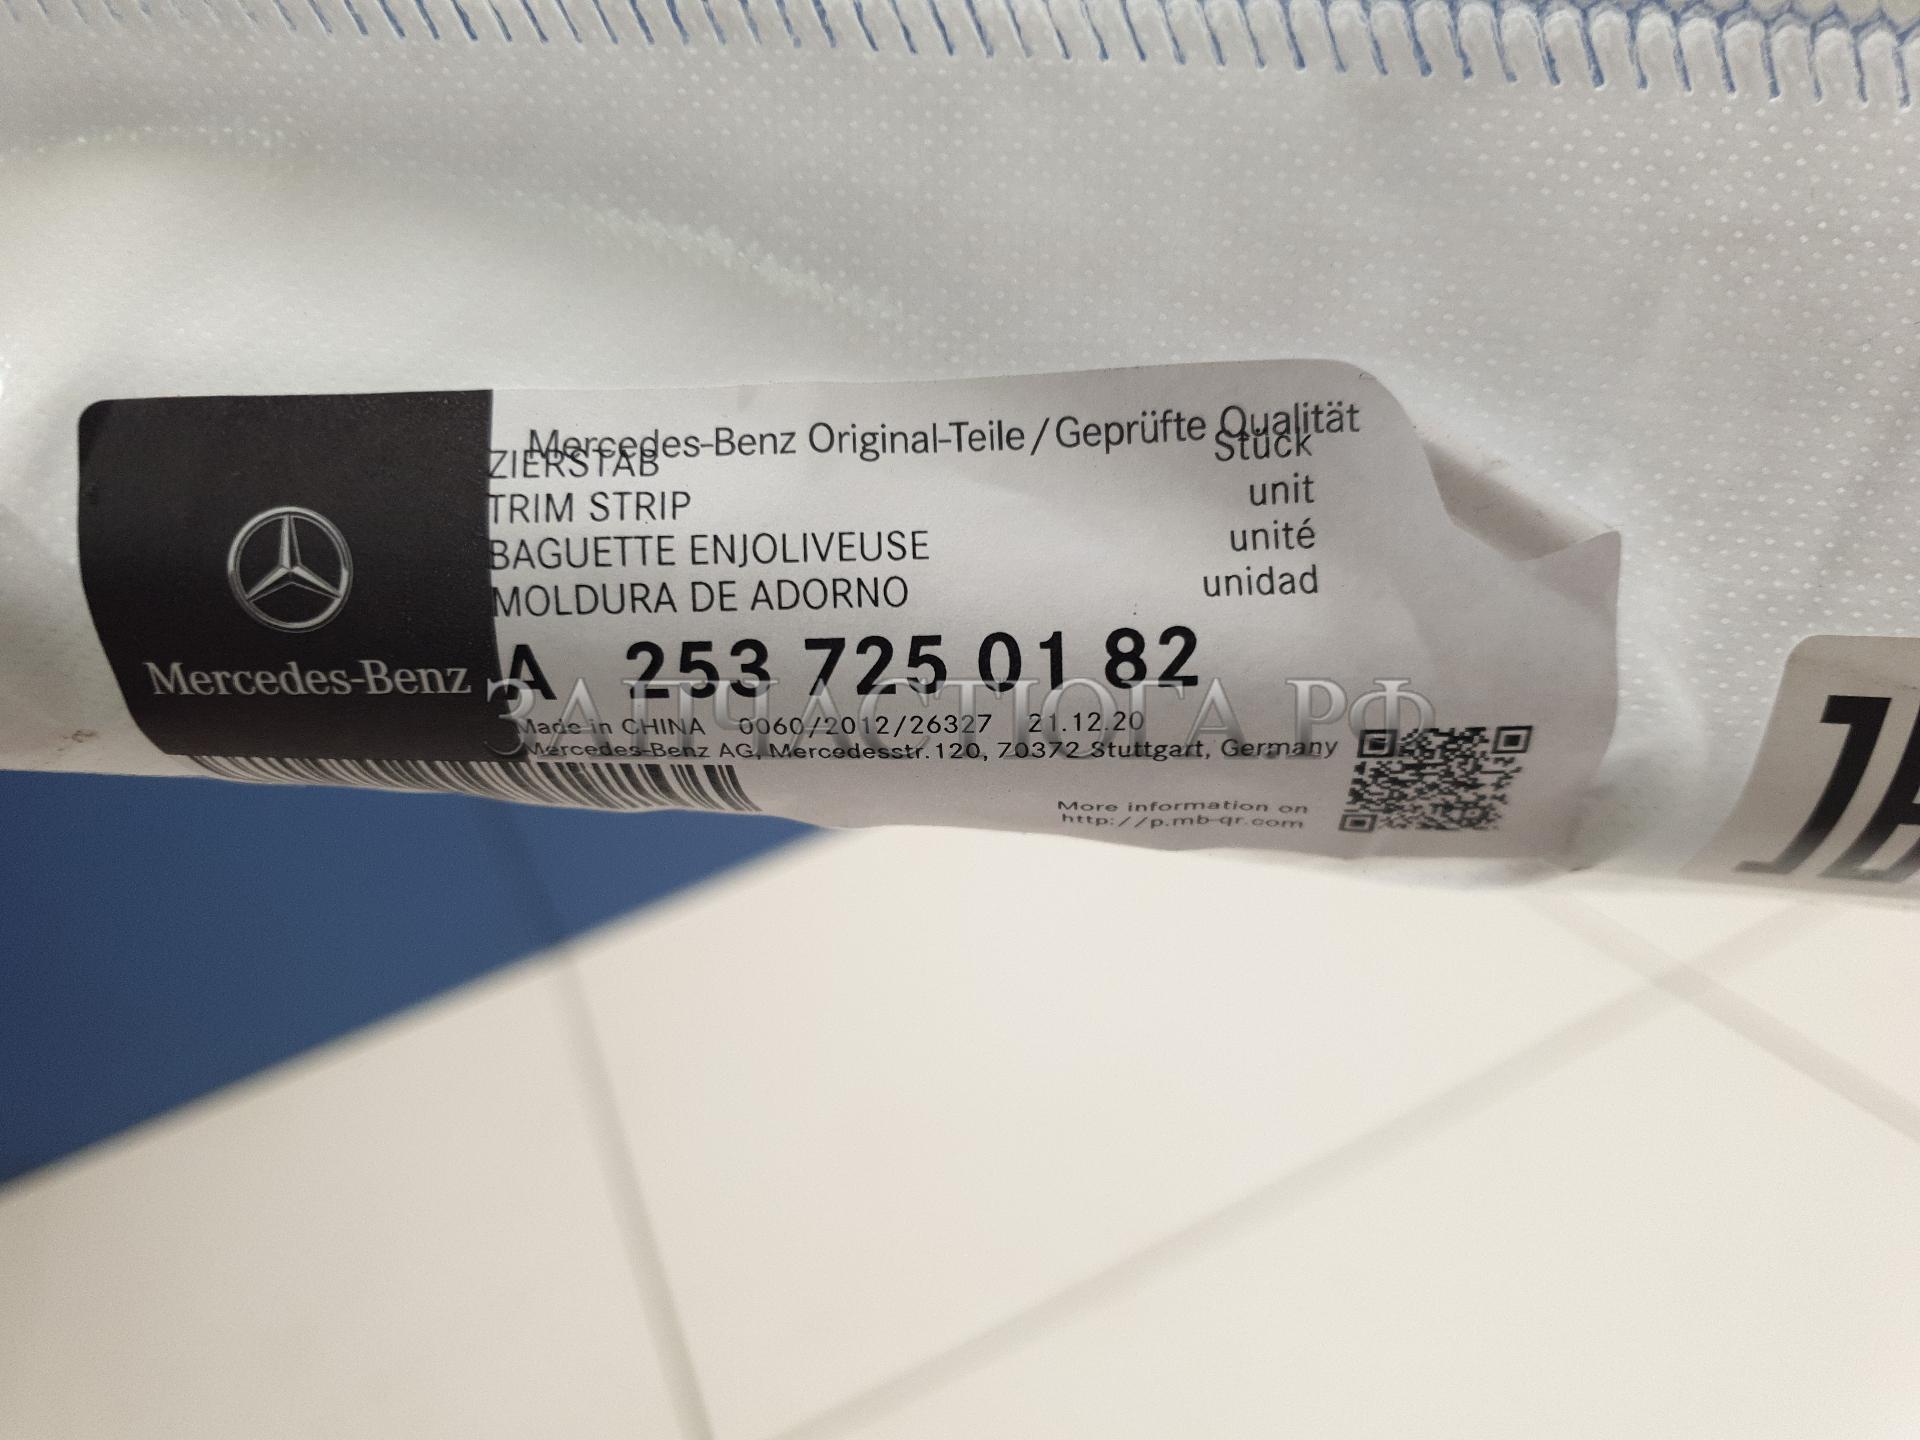 Mercedes-Benz Original-Teile/Geprüfte Qualität
ZIERSTAB Stück
TRIM STRIP unit
BAGUETTE ENJOLIVEUSE unité
MOLDURA DE ADORNO unidad
A 253 725 01 82
Mercedes-Benz
ЗАПЧАСТЮГА.РФ
Made in CHINA 0060/2012/26327 21.12.20
Mercedes-Benz AG, Mercedesstr.120, 70372 Stuttgart, Germany
More information on
http://p.mb-qr.com